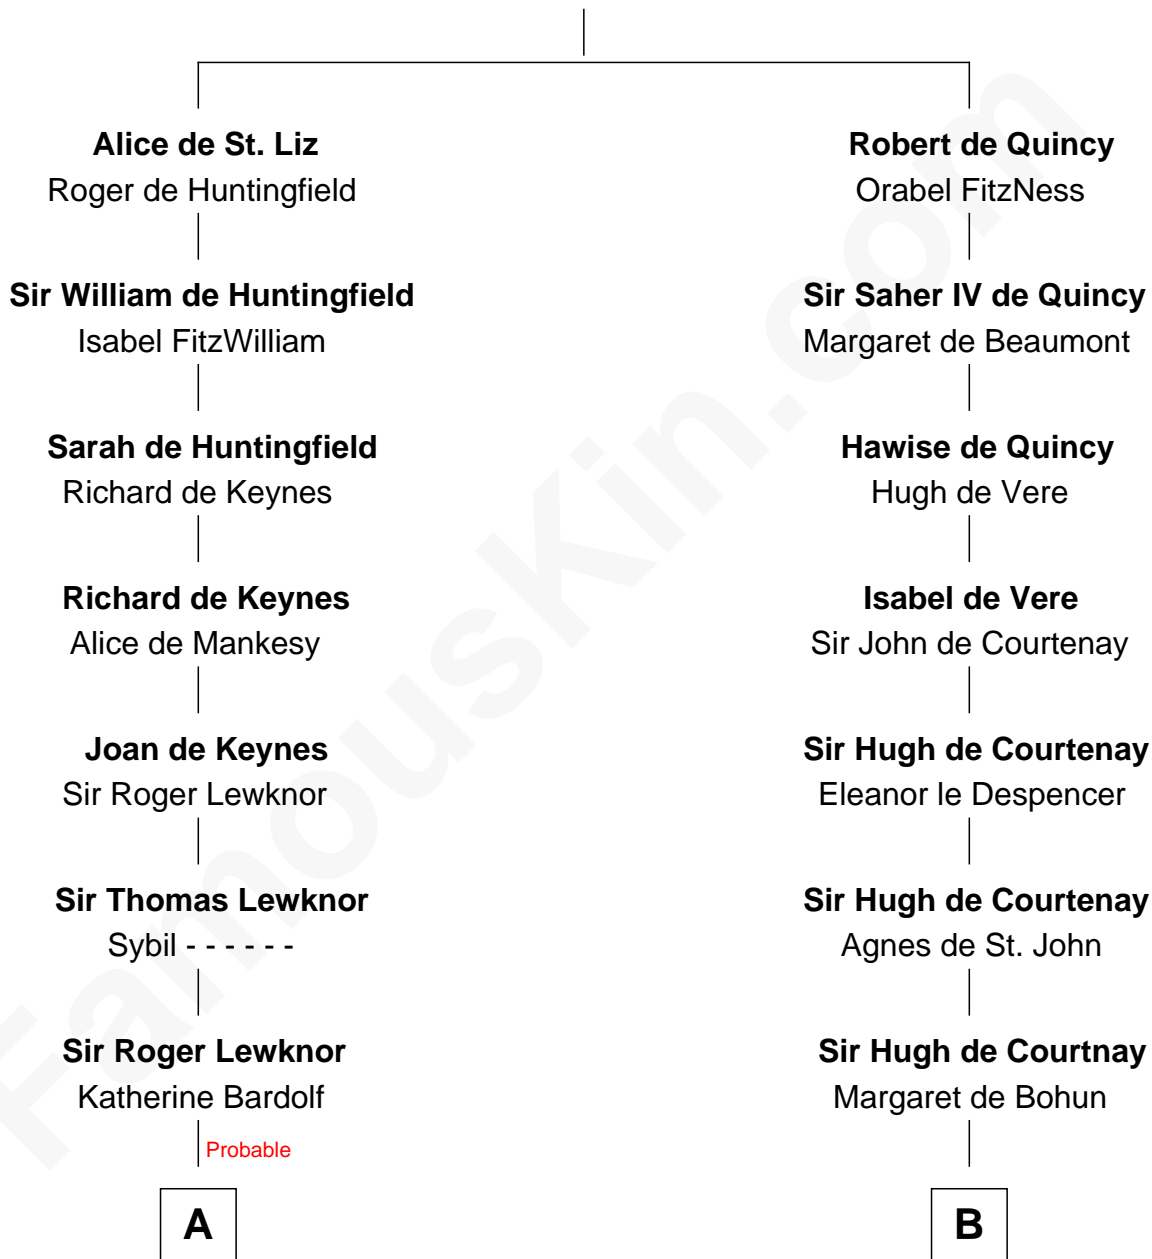 Alice de St. Liz
Roger de Huntingfield
Sir William de Huntingfield
Isabel FitzWilliam
Sarah de Huntingfield
Richard de Keynes
Richard de Keynes
Alice de Mankesy
Joan de Keynes
Sir Roger Lewknor
Sir Thomas Lewknor
Sybil - - - - - -
Sir Roger Lewknor
Katherine Bardolf
Probable
A
Robert de Quincy
Orabel FitzNess
Sir Saher IV de Quincy
Margaret de Beaumont
Hawise de Quincy
Hugh de Vere
Isabel de Vere
Sir John de Courtenay
Sir Hugh de Courtenay
Eleanor le Despencer
Sir Hugh de Courtenay
Agnes de St. John
Sir Hugh de Courtnay
Margaret de Bohun
B
FamousKin.com